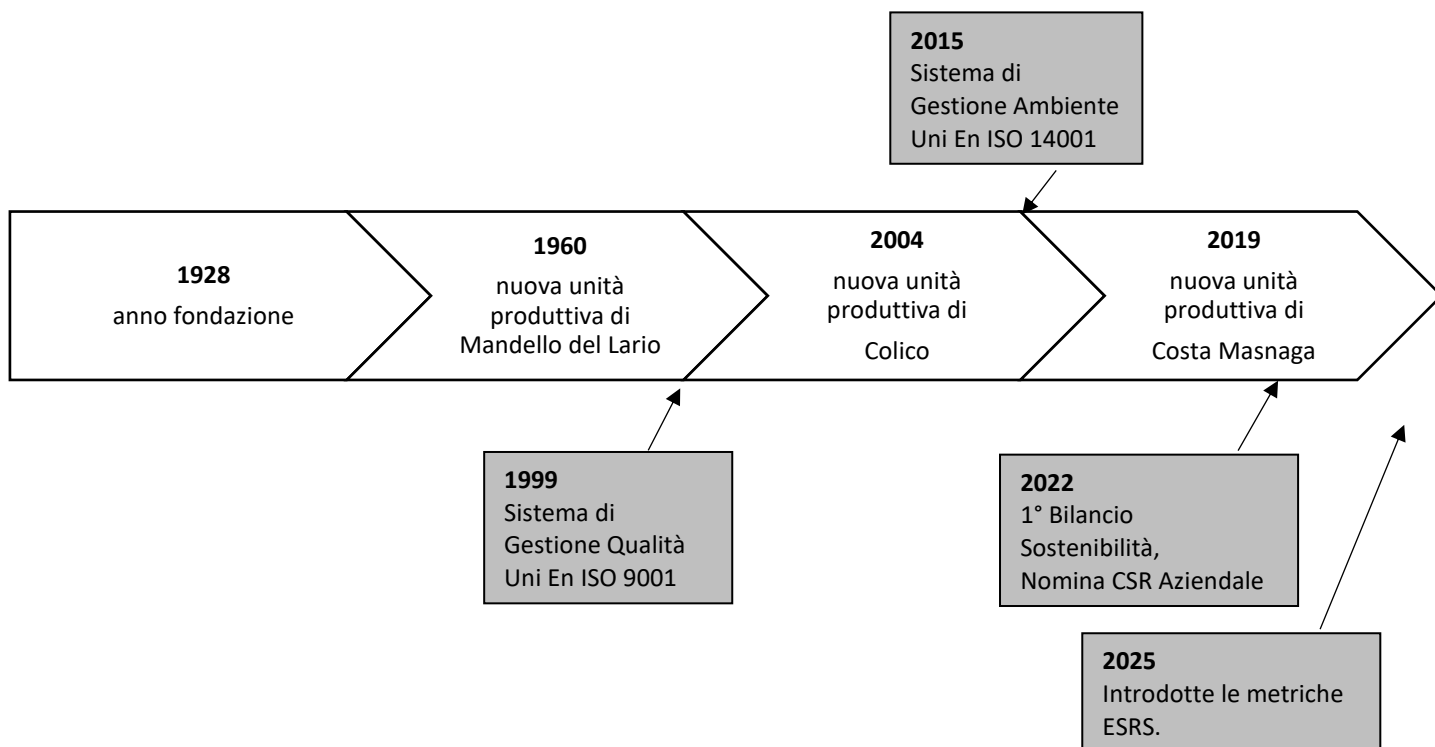 2015
Sistema di
Gestione Ambiente
Uni En ISO 14001
1928
anno fondazione
1960
nuova unità
produttiva di
Mandello del Lario
2004
nuova unità
produttiva di
Colico
2019
nuova unità
produttiva di
Costa Masnaga
1999
Sistema di
Gestione Qualità
Uni En ISO 9001
2022
1° Bilancio
Sostenibilità,
Nomina CSR Aziendale
2025
Introdotte le metriche
ESRS.